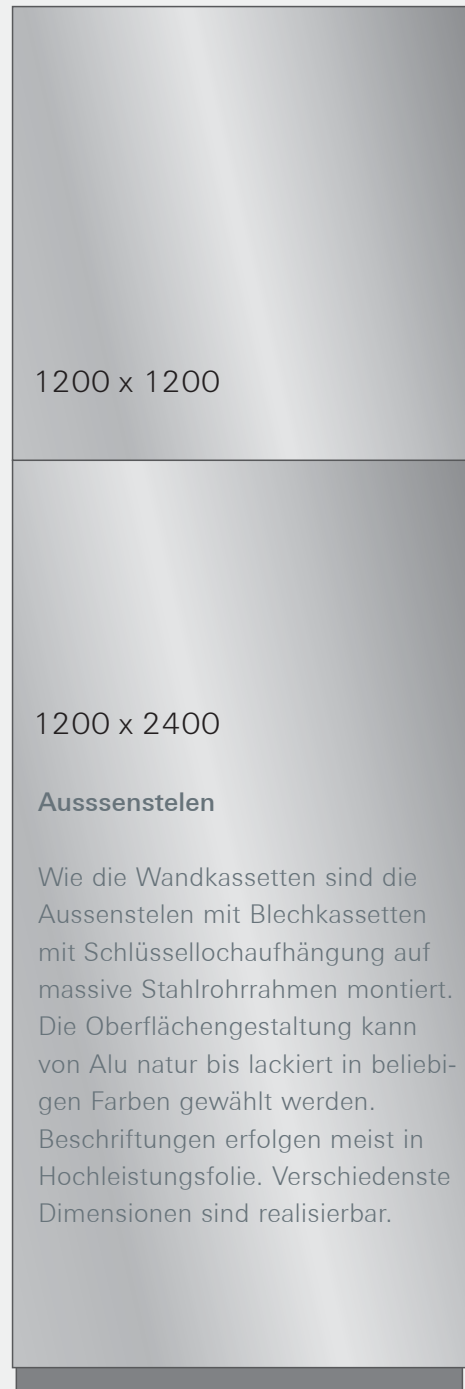 1200 x 1200
1200 x 2400
Ausssenstelen
Wie die Wandkassetten sind die
Aussenstelen mit Blechkassetten
mit Schlüssellochaufhängung auf
massive Stahlrohrrahmen montiert.
Die Oberflächengestaltung kann
von Alu natur bis lackiert in beliebi-
gen Farben gewählt werden.
Beschriftungen erfolgen meist in
Hochleistungsfolie. Verschiedenste
Dimensionen sind realisierbar.